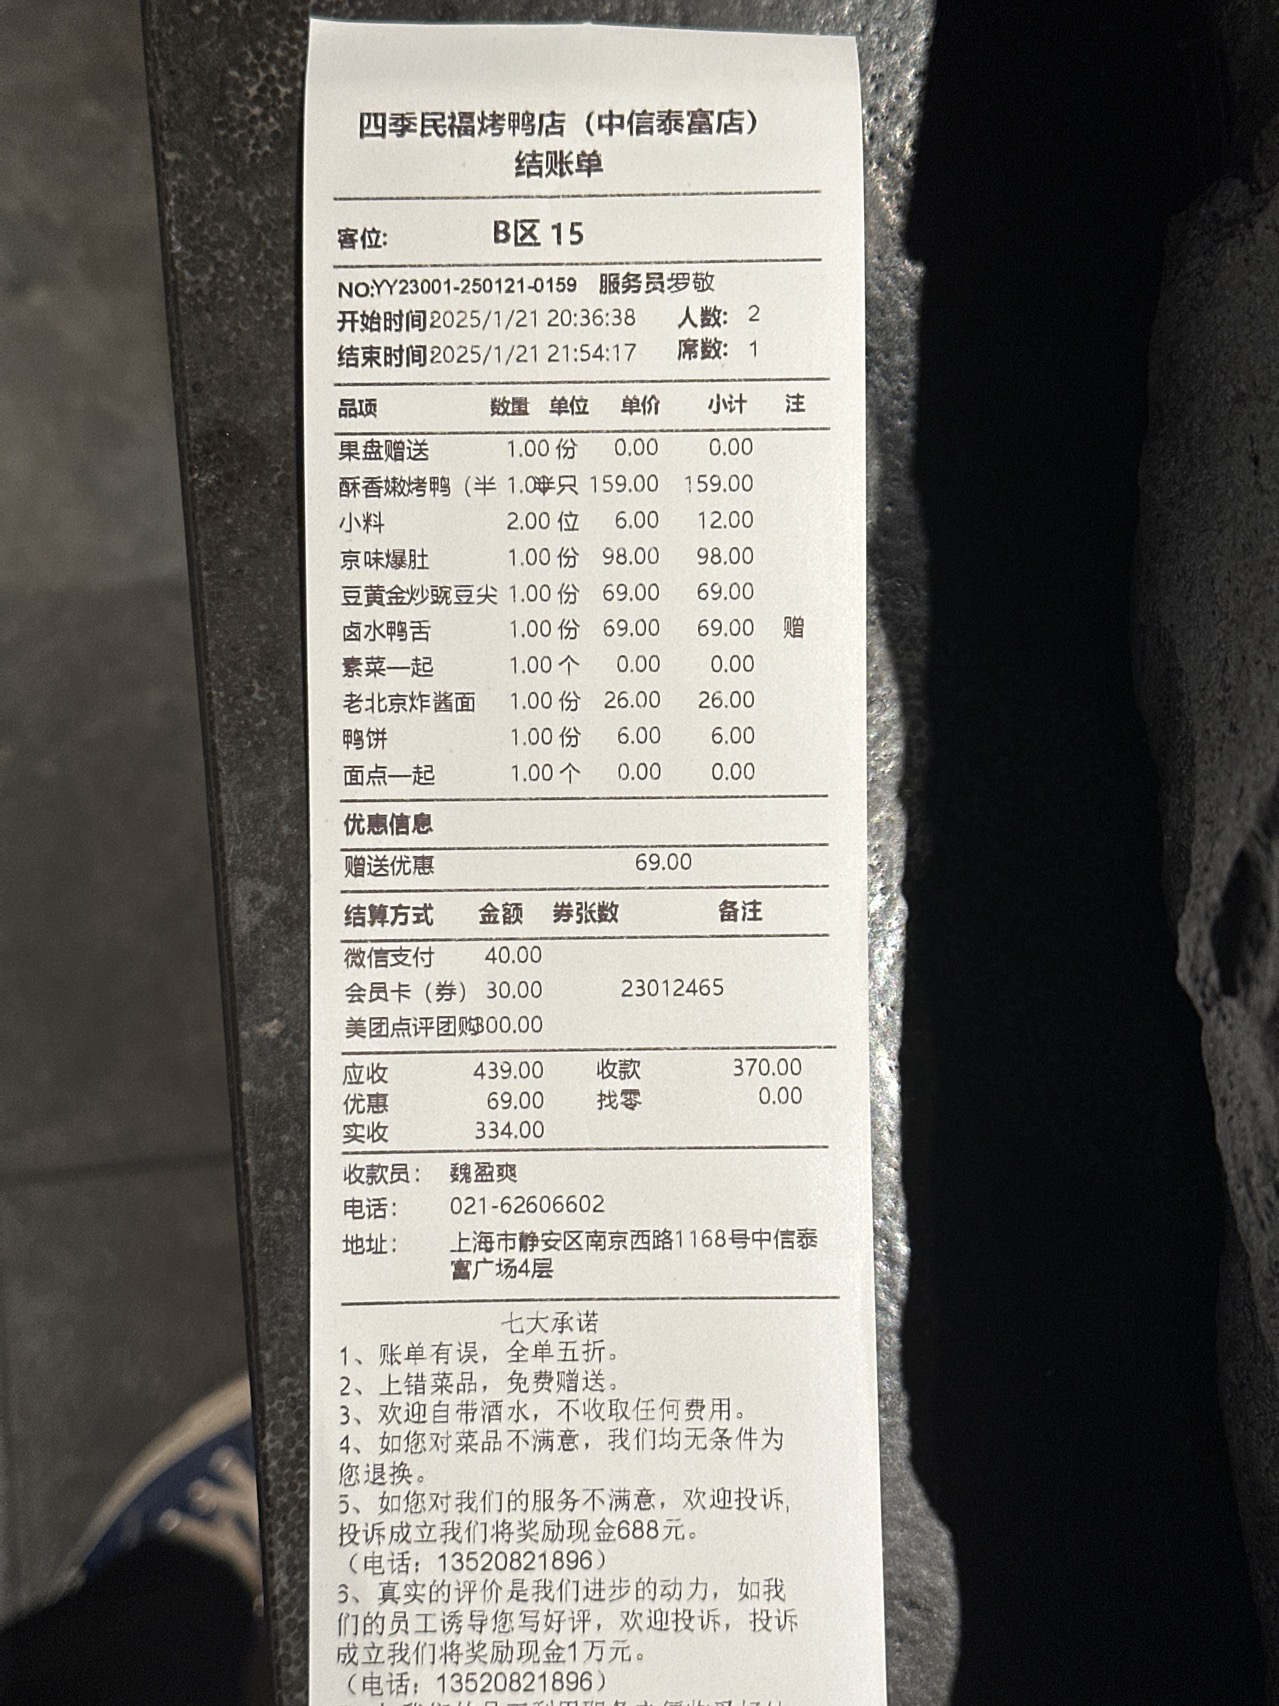 四季民福烤鸭店（中信泰富店）
结账单
客位: B区 15
NO:YY23001-250121-0159 服务员:罗敬
开始时间2025/1/21 20:36:38 人数: 2
结束时间2025/1/21 21:54:17 席数: 1
品项 数量 单位 单价 小计 注
果盘赠送 1.00 份 0.00 0.00
酥香嫩烤鸭（半 1.00半只 159.00 159.00
小料 2.00 位 6.00 12.00
京味爆肚 1.00 份 98.00 98.00
豆黄金炒豌豆尖 1.00 份 69.00 69.00
卤水鸭舌 1.00 份 69.00 69.00 赠
素菜一起 1.00 个 0.00 0.00
老北京炸酱面 1.00 份 26.00 26.00
鸭饼 1.00 份 6.00 6.00
面点一起 1.00 个 0.00 0.00
优惠信息
赠送优惠 69.00
结算方式 金额 券张数 备注
微信支付 40.00
会员卡（券） 30.00 23012465
美团点评团购300.00
应收 439.00 收款 370.00
优惠 69.00 找零 0.00
实收 334.00
收款员： 魏盈爽
电话： 021-62606602
地址： 上海市静安区南京西路1168号中信泰
富广场4层
七大承诺
1、账单有误，全单五折。
2、上错菜品，免费赠送。
3、欢迎自带酒水，不收取任何费用。
4、如您对菜品不满意，我们均无条件为
您退换。
5、如您对我们的服务不满意，欢迎投诉,
投诉成立我们将奖励现金688元。
（电话：13520821896）
6、真实的评价是我们进步的动力，如我
们的员工诱导您写好评，欢迎投诉，投诉
成立我们将奖励现金1万元。
（电话：13520821896）